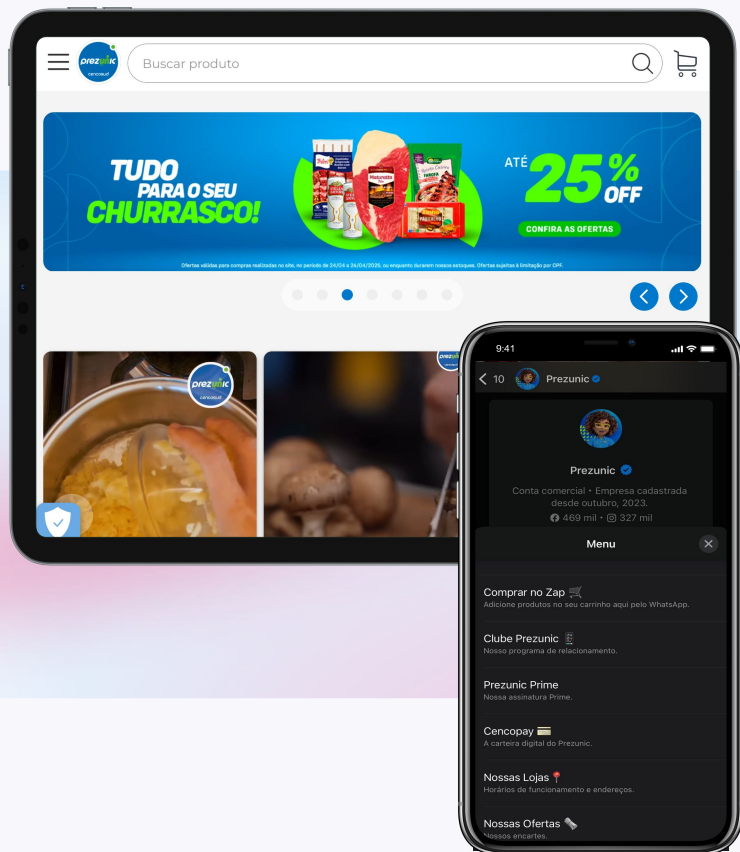 prezunic
cencosud
Buscar produto
TUDO
PARA O SEU
CHURRASCO!
Maturatta
ATÉ
25%
OFF
CONFIRA AS OFERTAS
Ofertas válidas para compras realizadas no site, no período de 24/04 a 26/04/2025, ou enquanto durarem nossos estoques. Ofertas sujeitas à limitação por CPF.
prezunic
cencosud
9:41
10 Prezunic
Prezunic
Conta comercial • Empresa cadastrada
desde outubro, 2023.
469 mil • 327 mil
Menu
Comprar no Zap
Adicione produtos no seu carrinho aqui pelo WhatsApp.
Clube Prezunic
Nosso programa de relacionamento.
Prezunic Prime
Nossa assinatura Prime.
Cencopay
A carteira digital do Prezunic.
Nossas Lojas
Horários de funcionamento e endereços.
Nossas Ofertas
Nossos encartes.